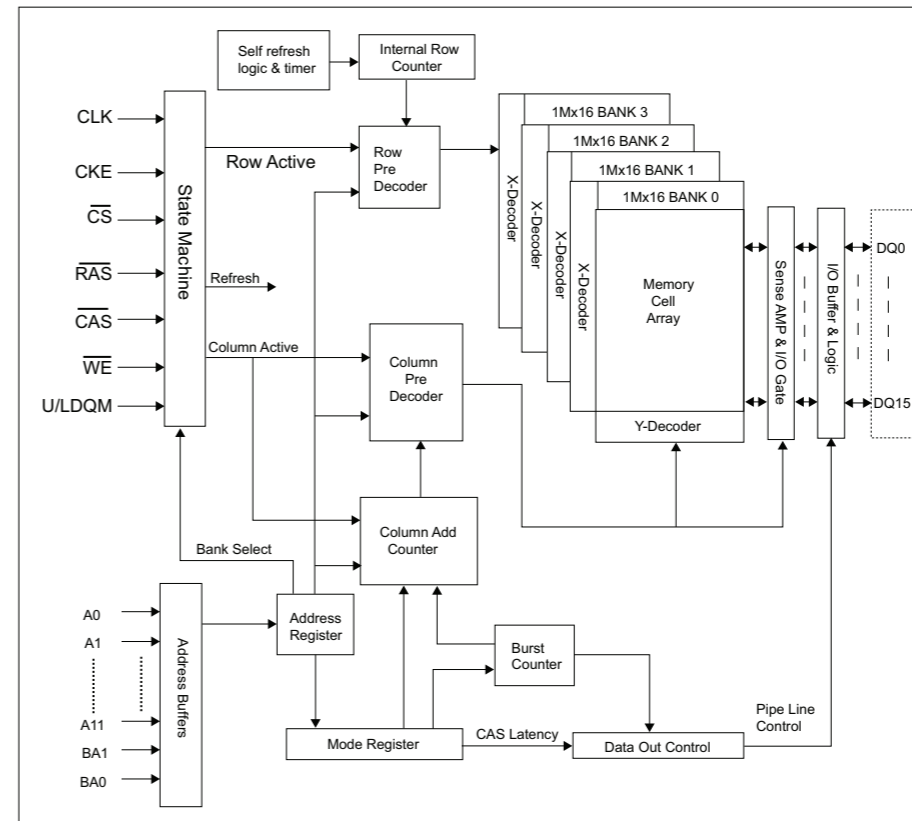 Self refresh
logic & timer
Internal Row
Counter
CLK
CKE
C̅S̅
R̅A̅S̅
C̅A̅S̅
W̅E̅
U/LDQM
State Machine
Row Active
Refresh
Column Active
Row
Pre
Decoder
Column
Pre
Decoder
Column Add
Counter
1Mx16 BANK 3
1Mx16 BANK 2
1Mx16 BANK 1
1Mx16 BANK 0
X-Decoder
X-Decoder
X-Decoder
X-Decoder
Memory
Cell
Array
Y-Decoder
Sense AMP & I/O Gate
I/O Buffer & Logic
DQ0
DQ15
Bank Select
A0
A1
A11
BA1
BA0
Address Buffers
Address
Register
Burst
Counter
Mode Register
CAS Latency
Data Out Control
Pipe Line
Control